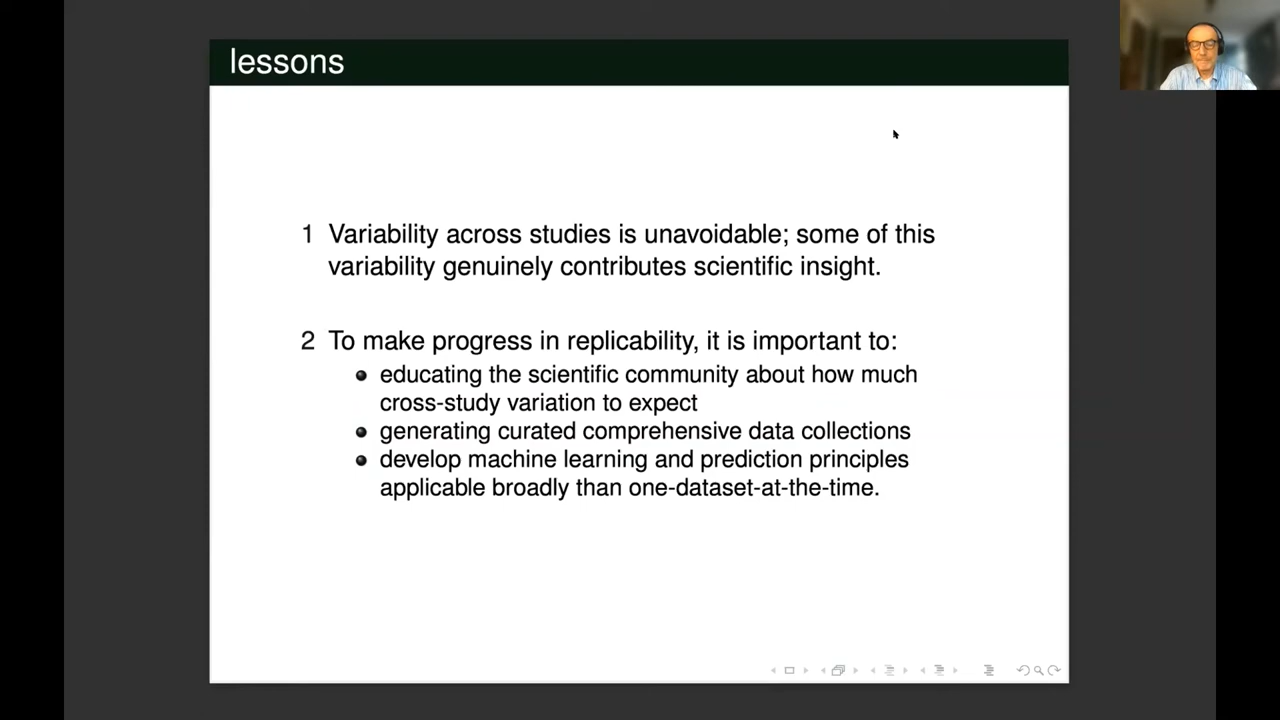 lessons
1 Variability across studies is unavoidable; some of this
variability genuinely contributes scientific insight.
2 To make progress in replicability, it is important to:
educating the scientific community about how much
cross-study variation to expect
generating curated comprehensive data collections
develop machine learning and prediction principles
applicable broadly than one-dataset-at-the-time.